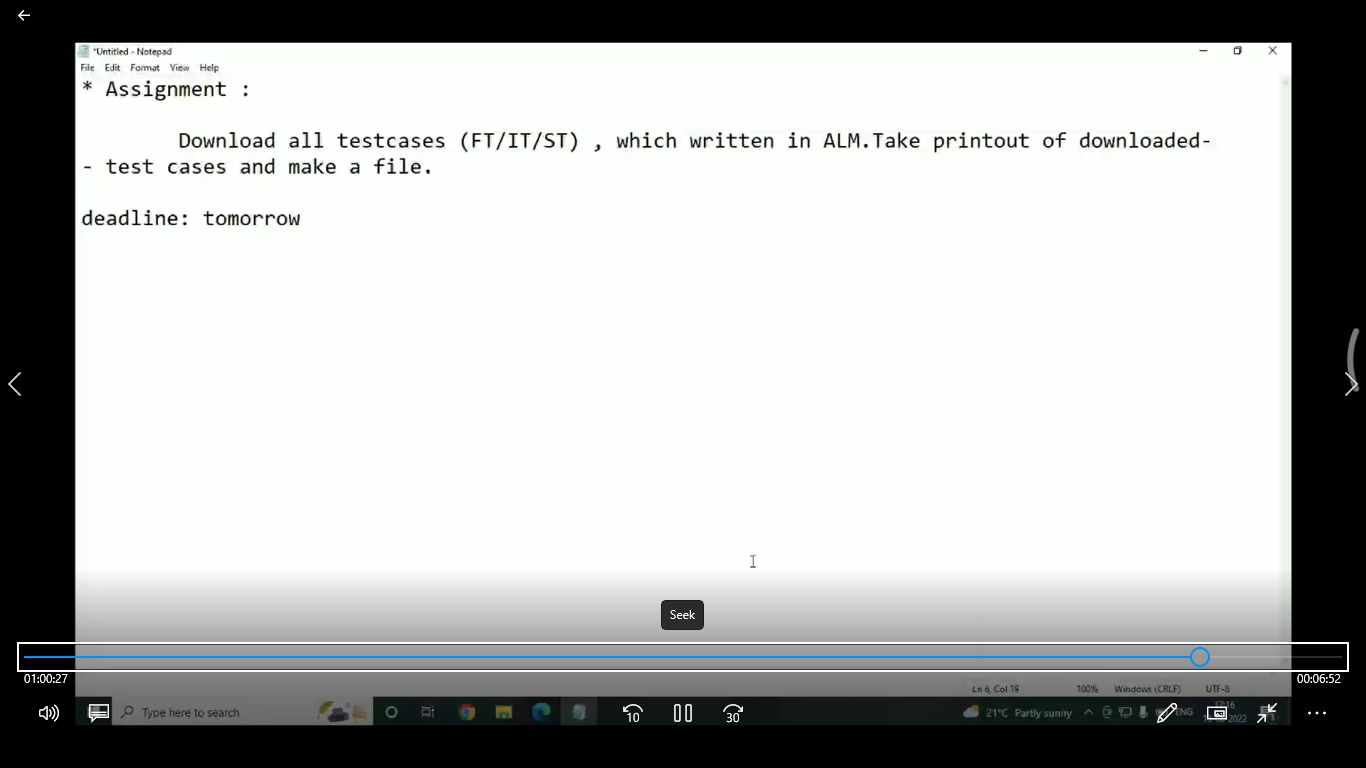 *Untitled - Notepad
File Edit Format View Help
* Assignment :
Download all testcases (FT/IT/ST) , which written in ALM.Take printout of downloaded-
- test cases and make a file.
deadline: tomorrow
Seek
01:00:27
00:06:52
Ln 6, Col 19 100% Windows (CRLF) UTF-8
Type here to search
10
30
21°C Partly sunny
ENG
17:16
2022